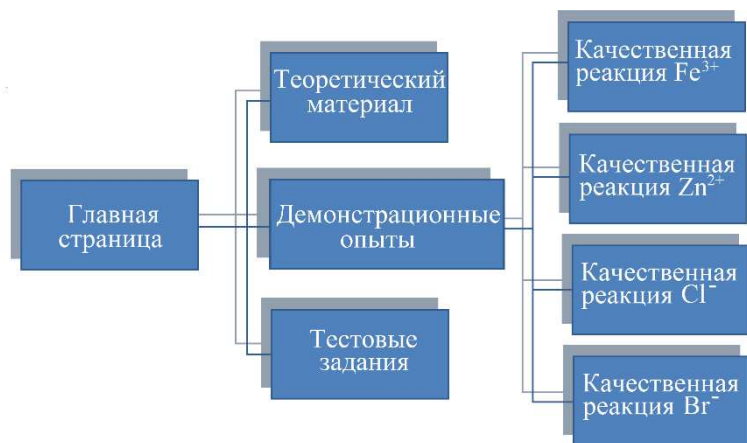 Главная
страница
Теоретический
материал
Демонстрационные
опыты
Тестовые
задания
Качественная
реакция Fe³⁺
Качественная
реакция Zn²⁺
Качественная
реакция Cl⁻
Качественная
реакция Br⁻